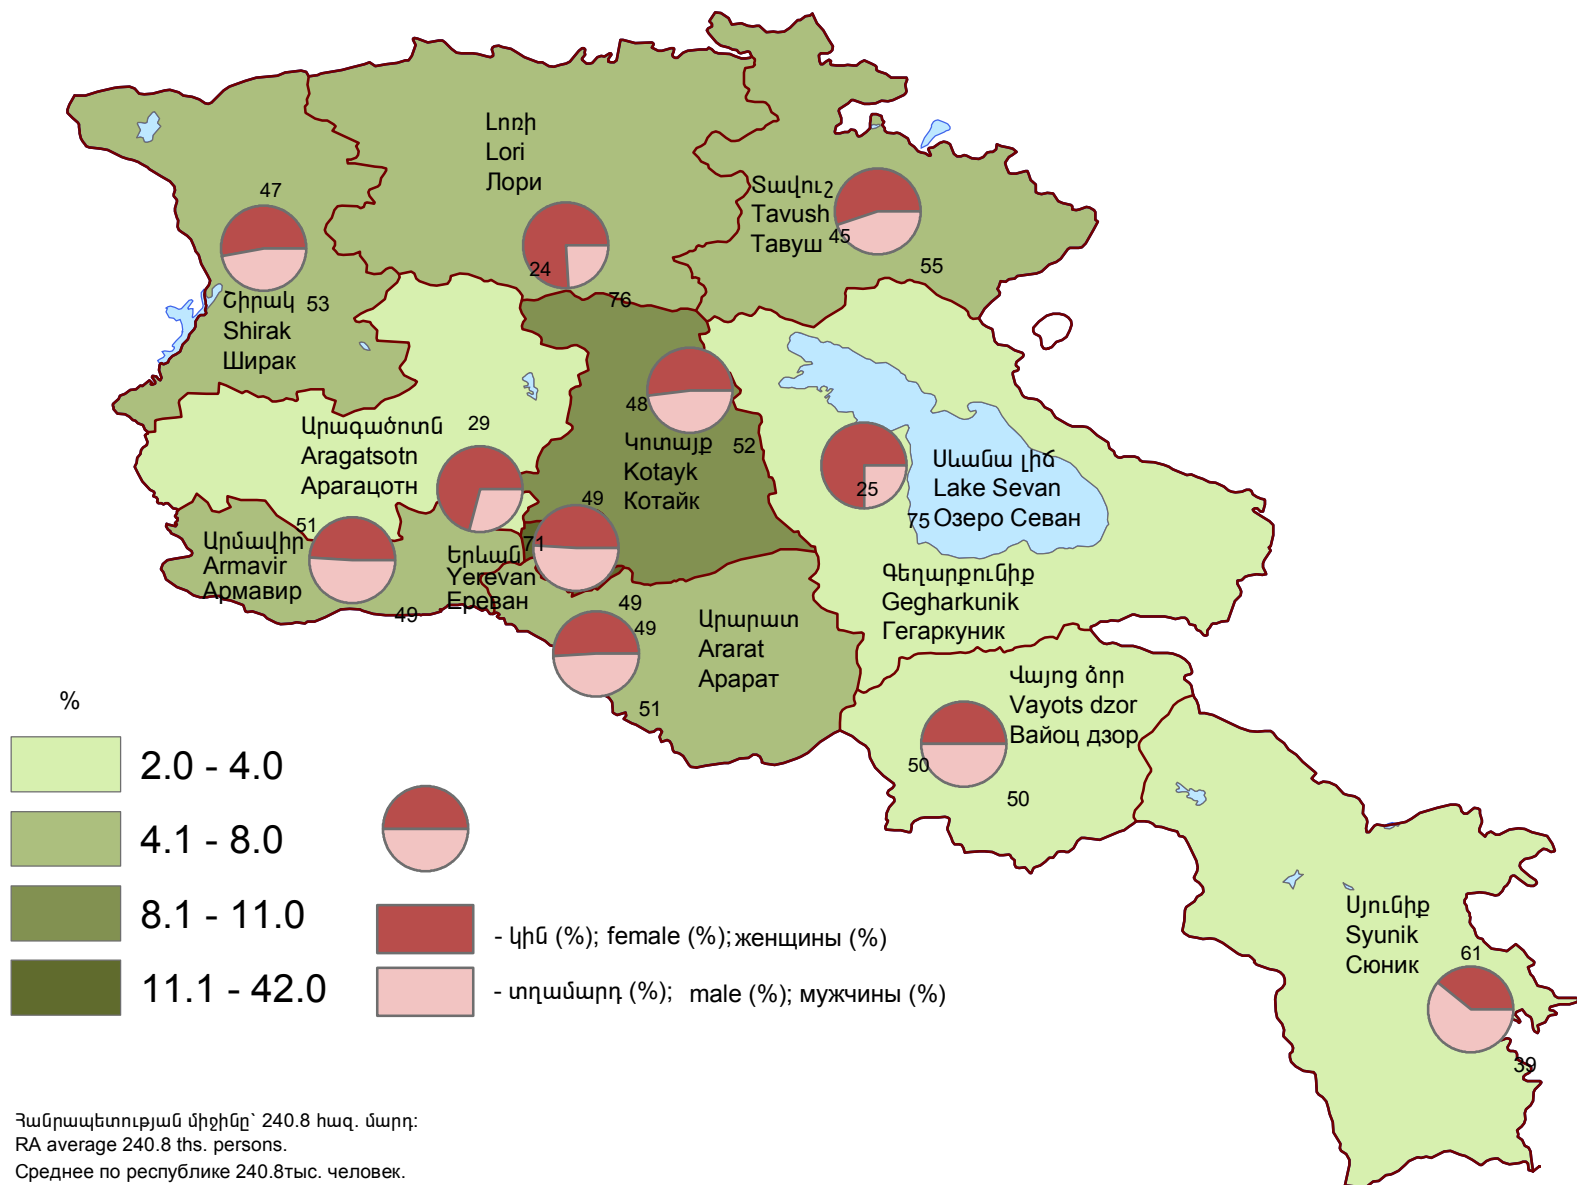 Լոռի
Lori
Лори
Տավուշ
Tavush
Тавуш
45
55
47
Շիրակ
53
Shirak
Ширак
24
76
48
52
Կոտայք
Kotayk
Котайк
29
Արագածոտն
Aragatsotn
Арагацотн
71
25
75
Սևանա լիճ
Lake Sevan
Озеро Севан
51
Արմավիր
Armavir
Армавир
49
49
Երևան
Yerevan
Ереван
49
Գեղարքունիք
Gegharkunik
Гегаркуник
49
Արարատ
Ararat
Арарат
51
Վայոց ձոր
Vayots dzor
Вайоц дзор
50
50
Սյունիք
Syunik
Сюник
61
39
%
2.0 - 4.0
4.1 - 8.0
8.1 - 11.0
11.1 - 42.0
- կին (%); female (%); женщины (%)
- տղամարդ (%); male (%); мужчины (%)
Հանրապետության միջինը՝ 240.8 հազ. մարդ:
RA average 240.8 ths. persons.
Среднее по республике 240.8тыс. человек.